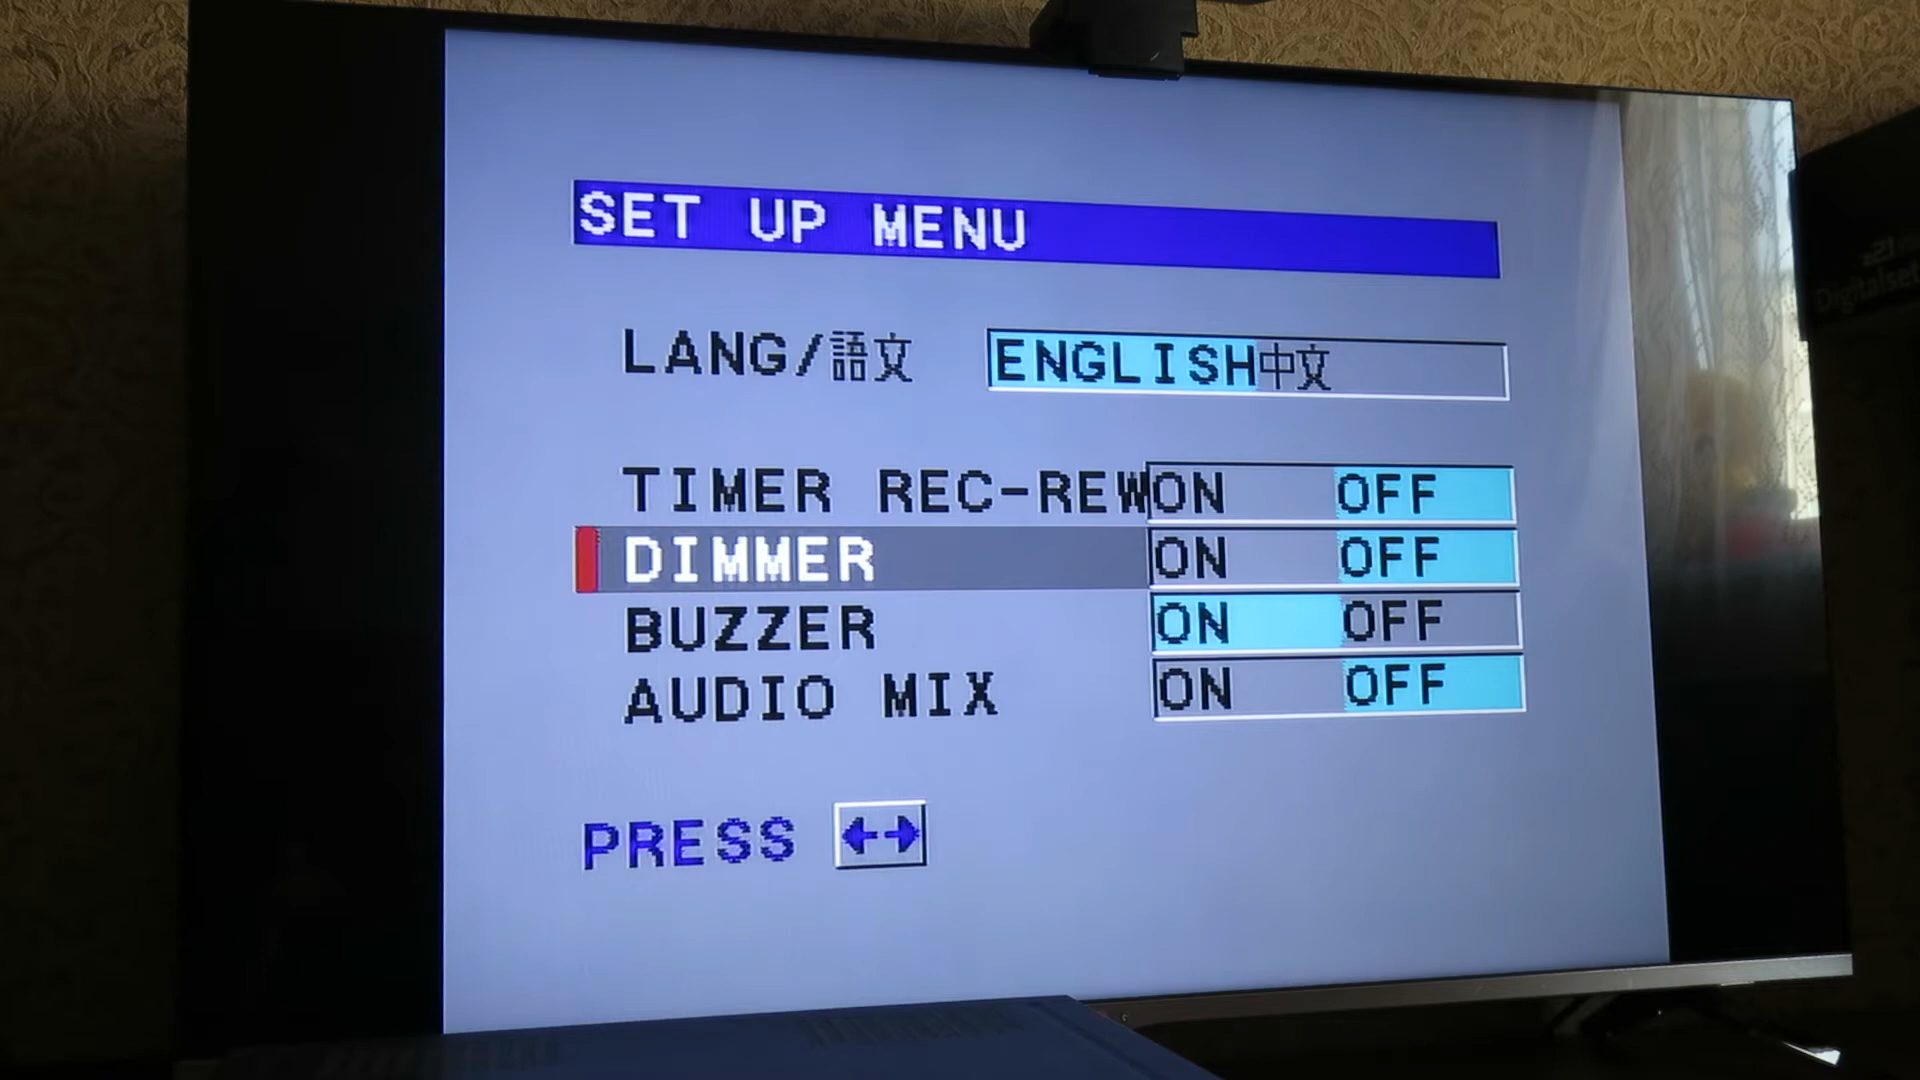 SET UP MENU
LANG/語文 ENGLISH中文
TIMER REC-REW ON OFF
DIMMER ON OFF
BUZZER ON OFF
AUDIO MIX ON OFF
PRESS ←→